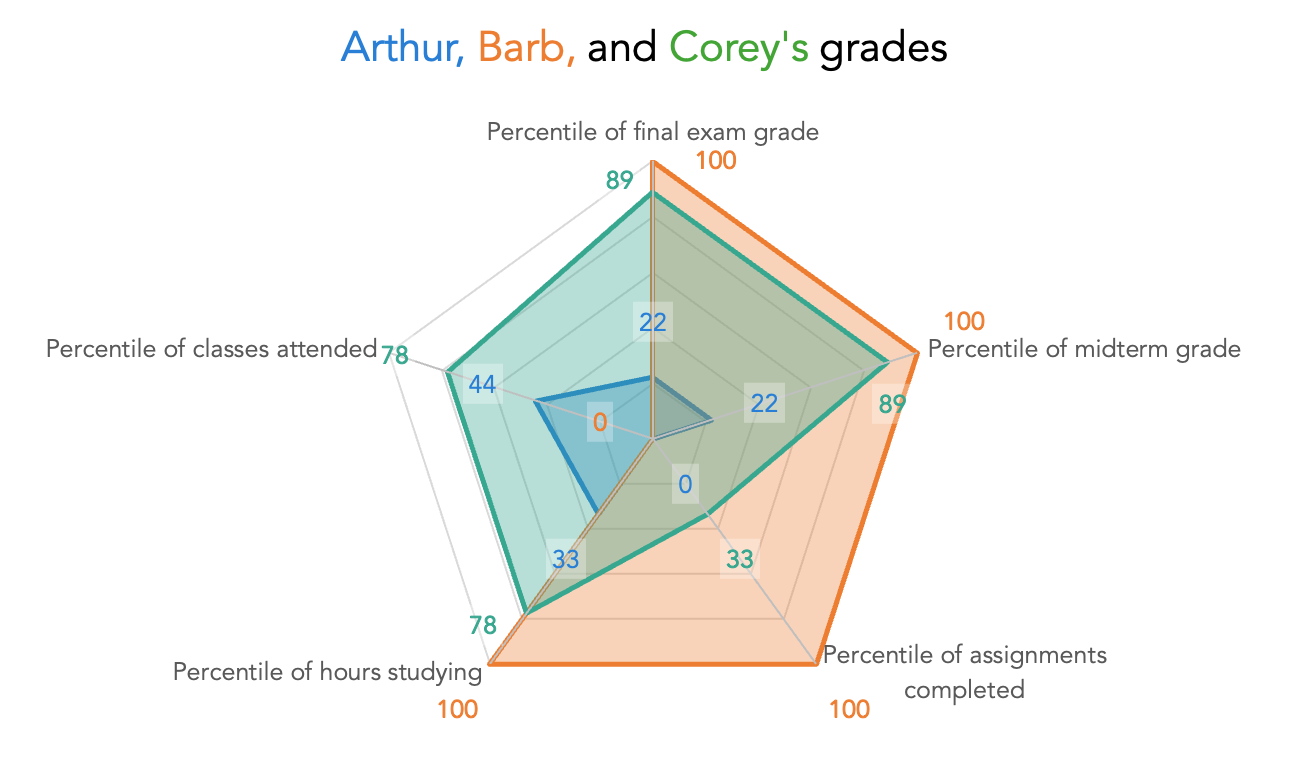 Arthur, Barb, and Corey's grades
Percentile of final exam grade
100
89
22
100
Percentile of classes attended
78
Percentile of midterm grade
44
22
89
0
0
33
33
78
Percentile of assignments
completed
Percentile of hours studying
100
100